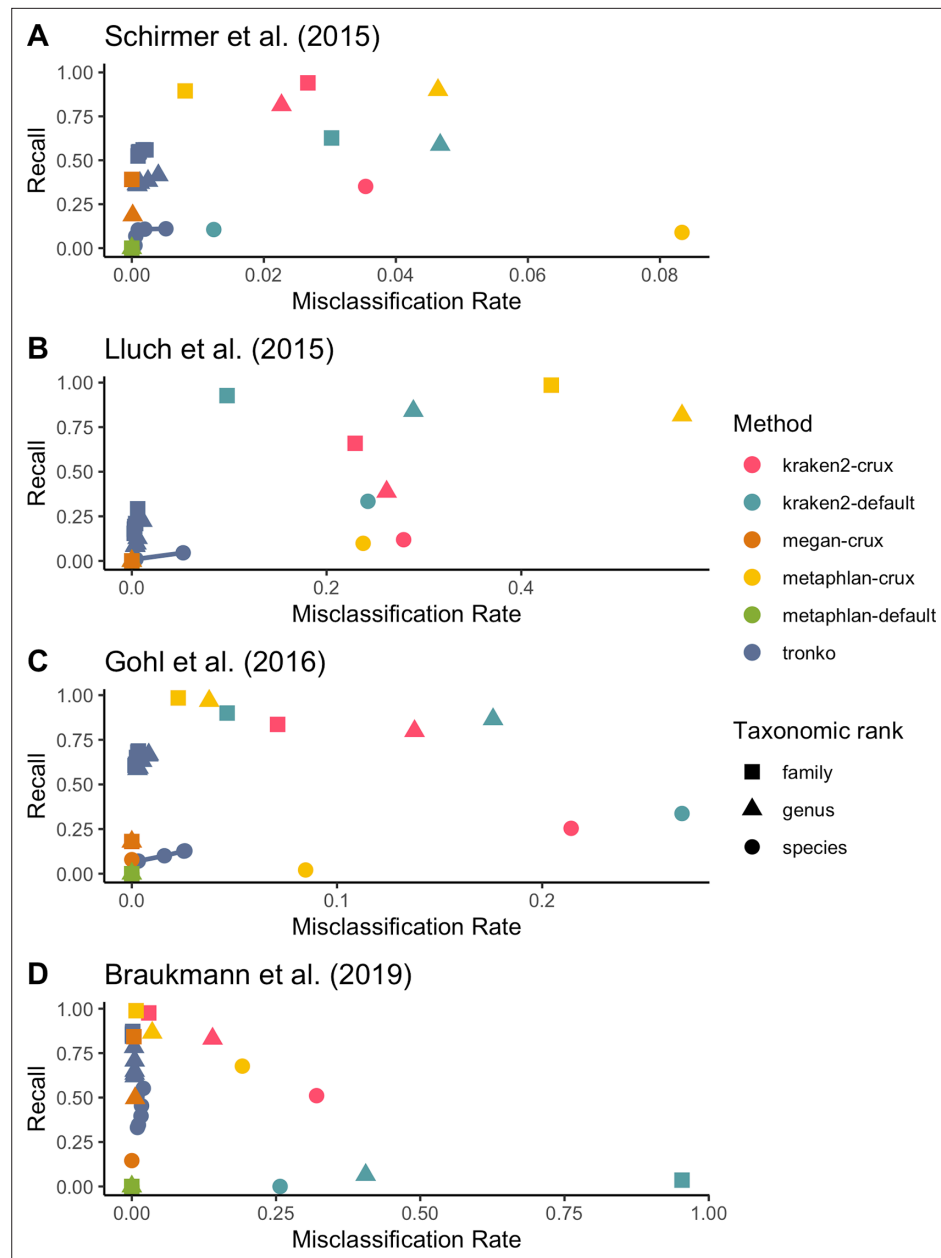 A Schirmer et al. (2015)
1.00
0.75
0.50
0.25
0.00
Recall
0.00 0.02 0.04 0.06 0.08
Misclassification Rate
B Lluch et al. (2015)
1.00
0.75
0.50
0.25
0.00
Recall
0.0 0.2 0.4
Misclassification Rate
C Gohl et al. (2016)
1.00
0.75
0.50
0.25
0.00
Recall
0.0 0.1 0.2
Misclassification Rate
D Braukmann et al. (2019)
1.00
0.75
0.50
0.25
0.00
Recall
0.00 0.25 0.50 0.75 1.00
Misclassification Rate
Method
kraken2-crux
kraken2-default
megan-crux
metaphlan-crux
metaphlan-default
tronko
Taxonomic rank
family
genus
species